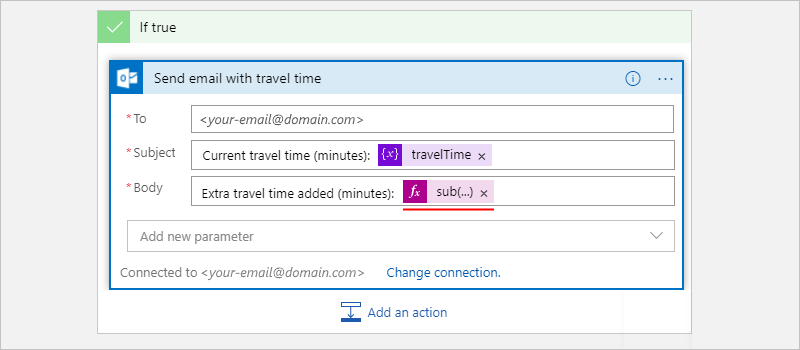 If true
Send email with travel time
* To <your-email@domain.com>
* Subject Current travel time (minutes): {x} travelTime ×
* Body Extra travel time added (minutes): fx sub(...) ×
Add new parameter
Connected to <your-email@domain.com> Change connection.
Add an action